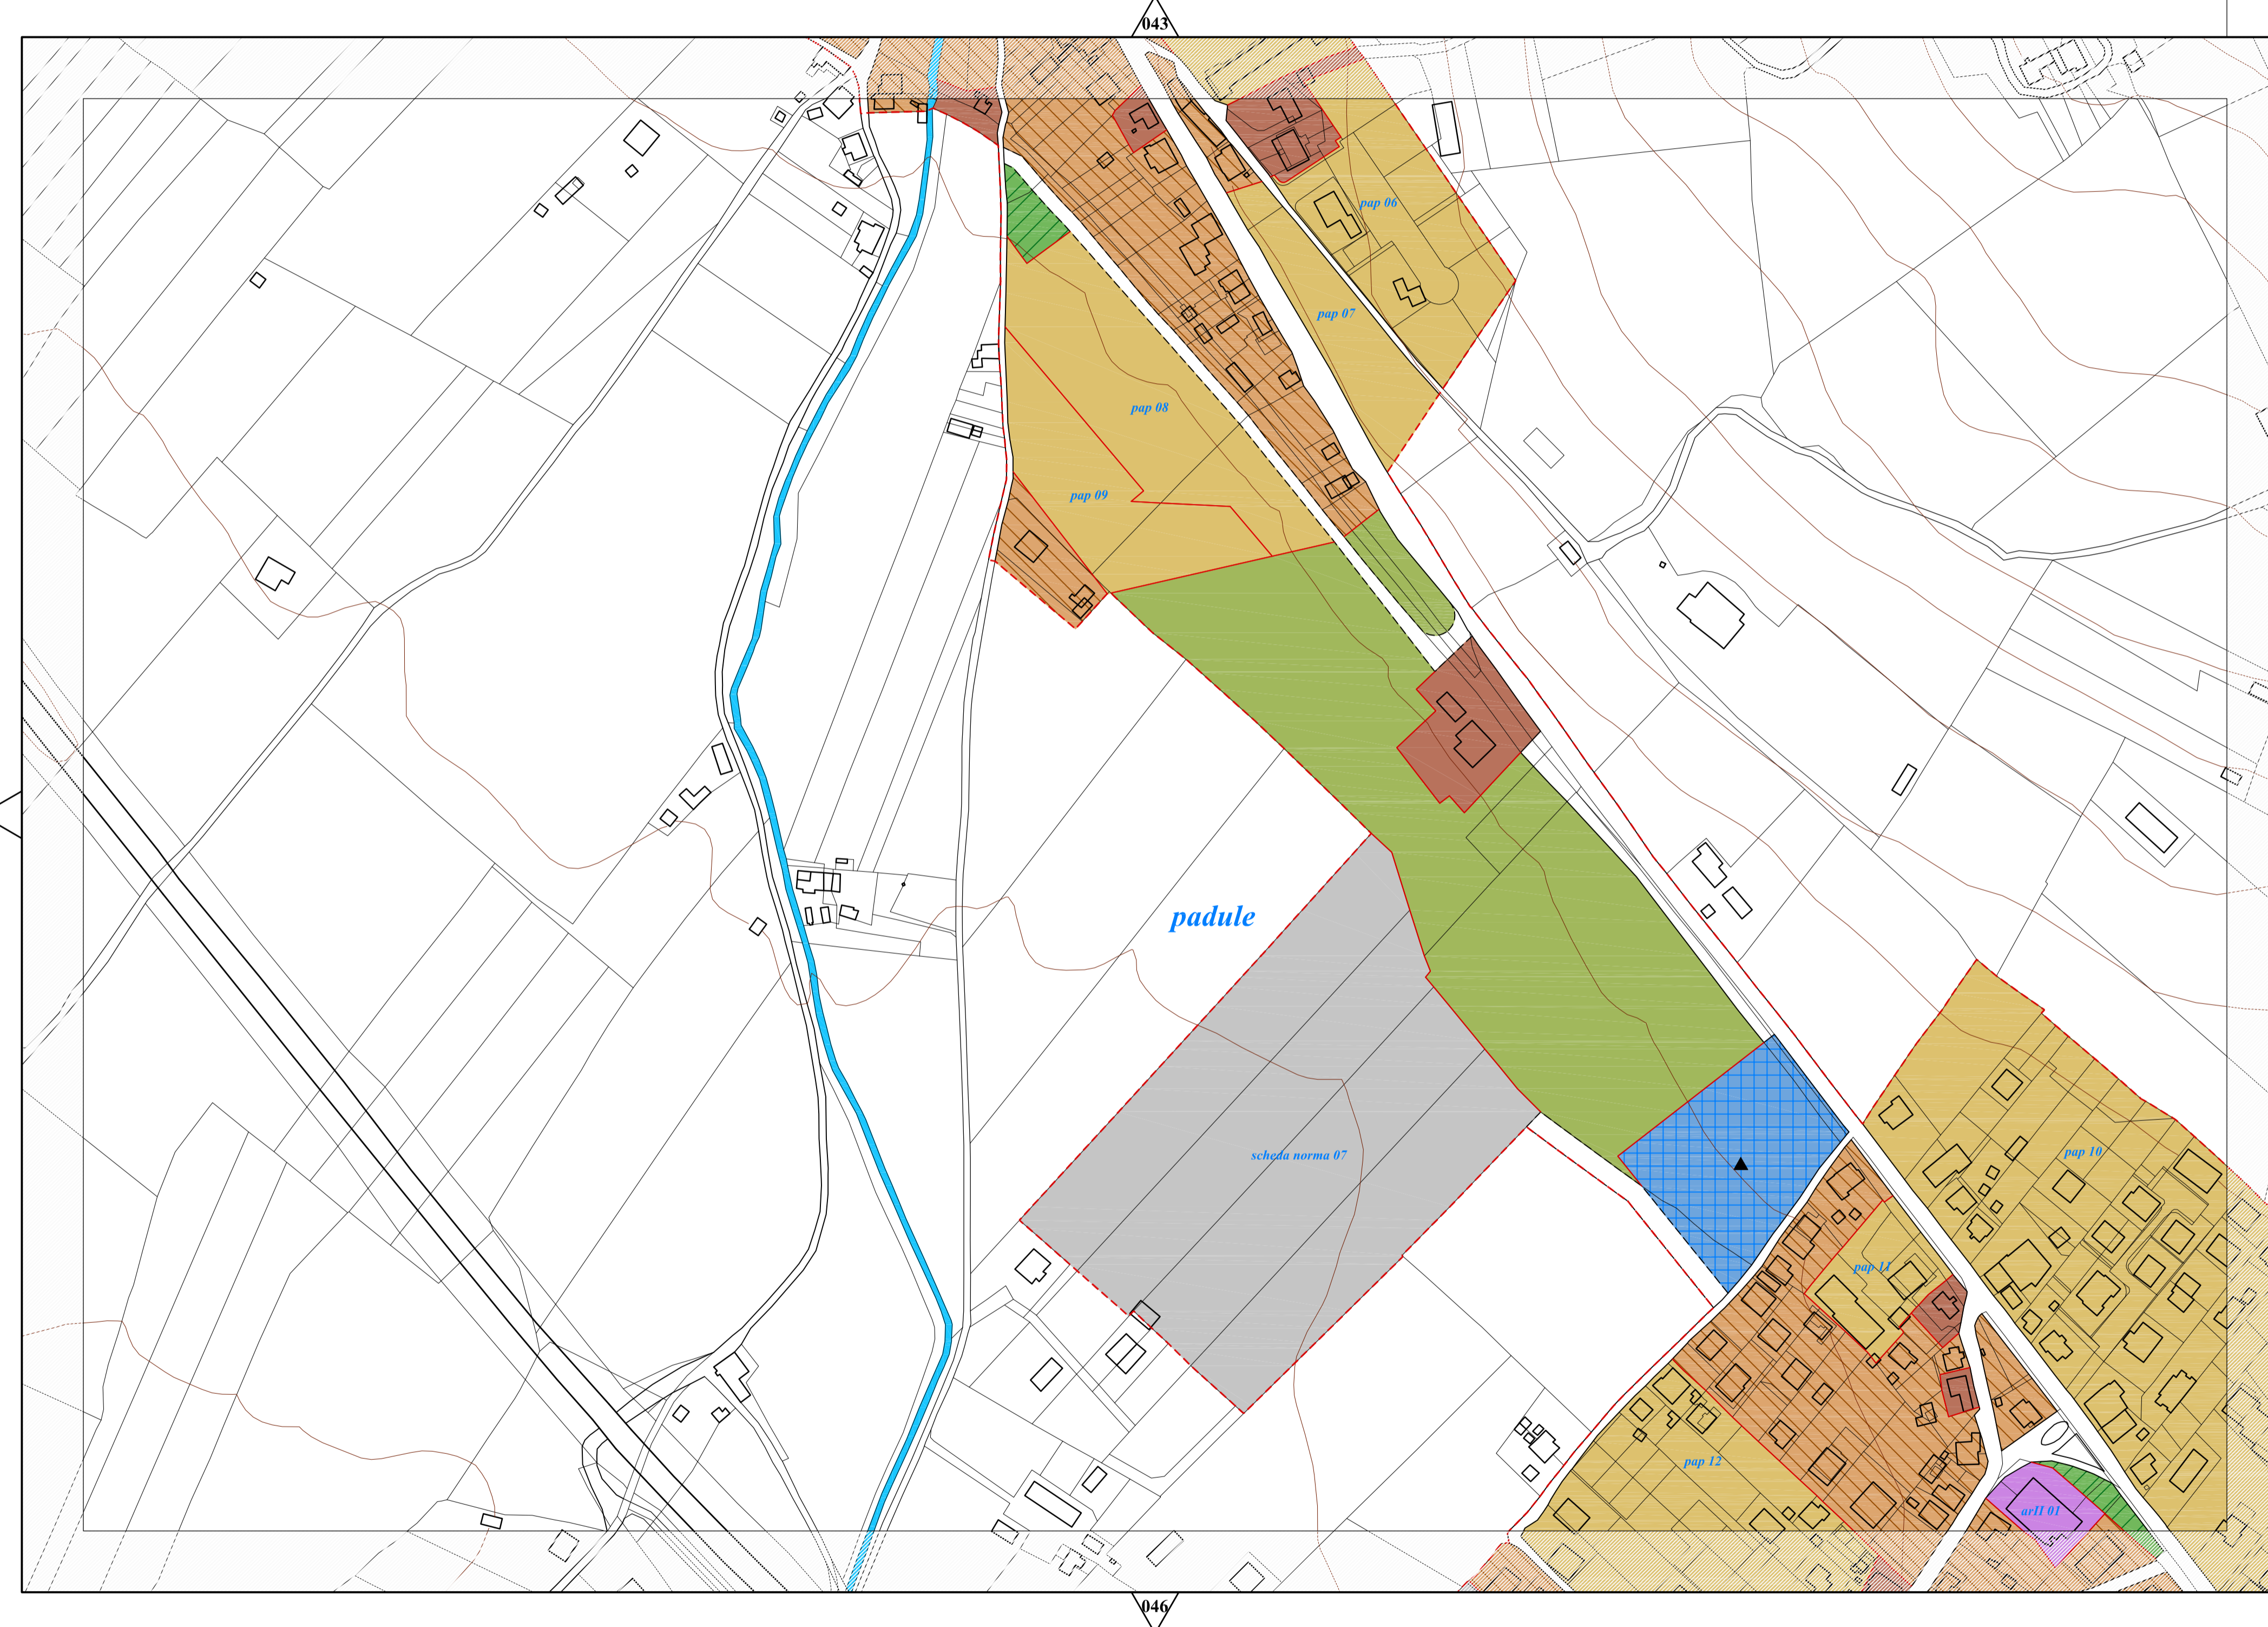 043
pap 06
pap 07
pap 08
pap 09
padule
scheda norma 07
pap 10
pap 11
pap 12
arII 01
046